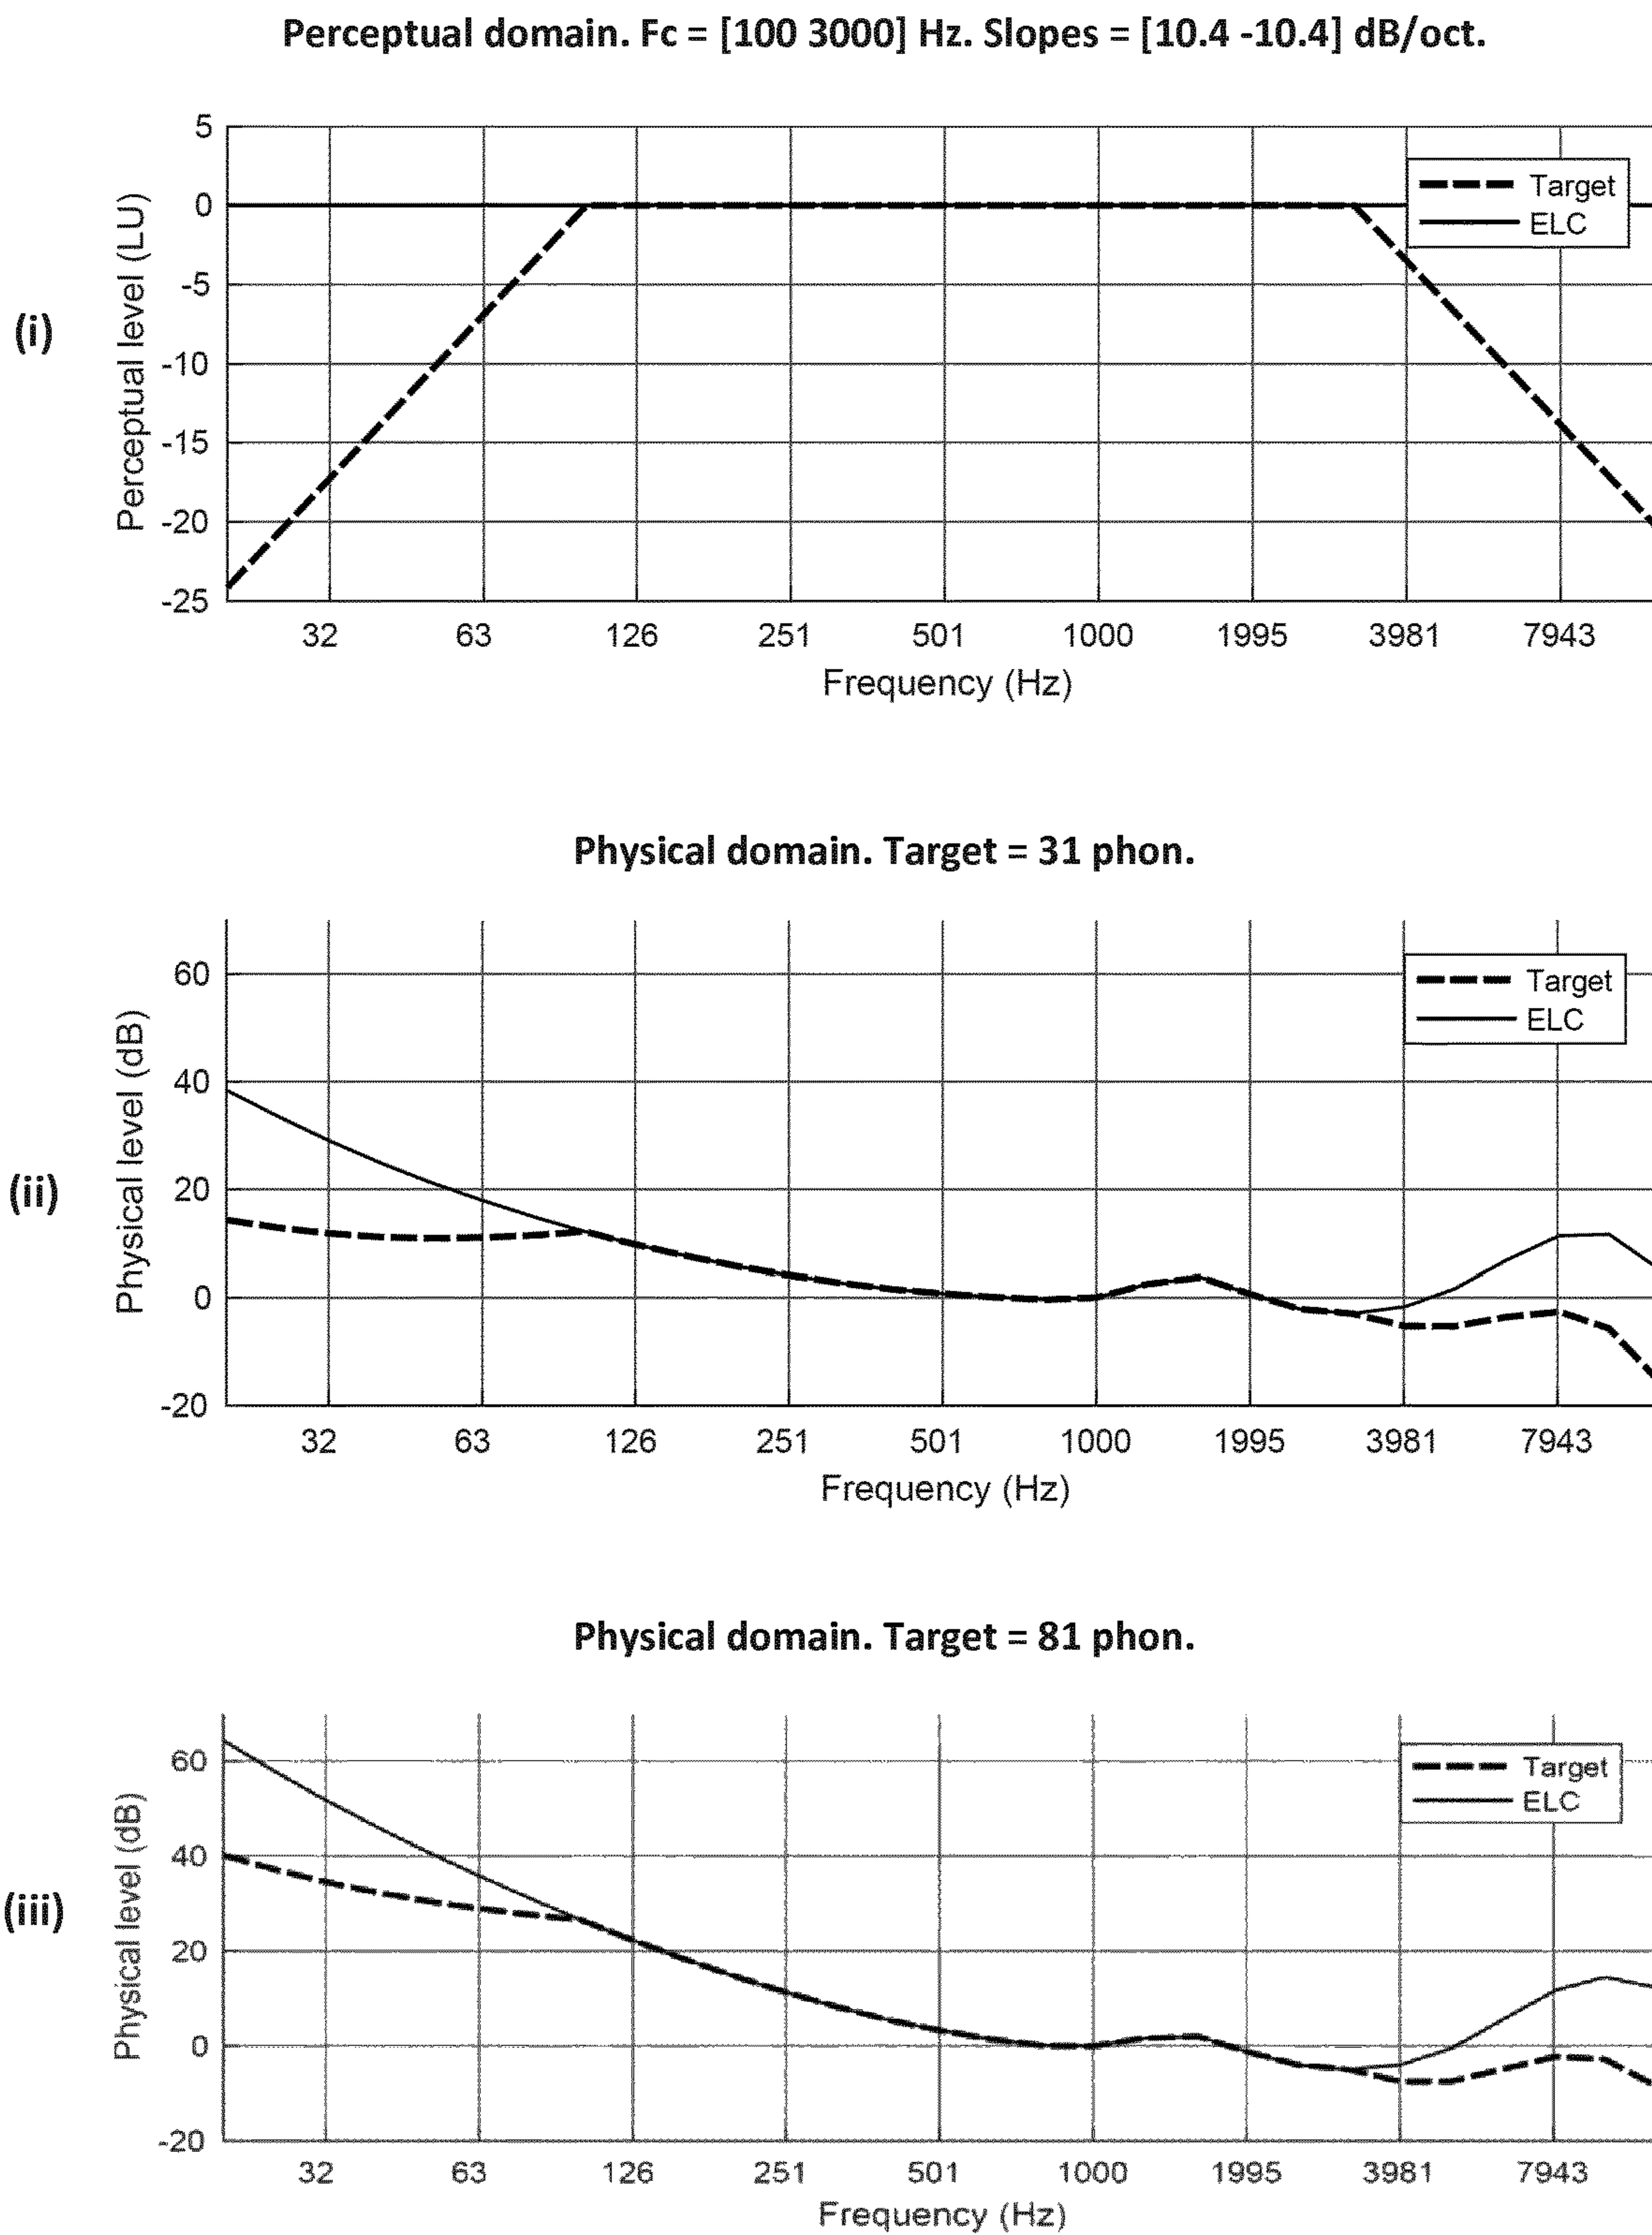 Perceptual domain. Fc = [100 3000] Hz. Slopes = [10.4 -10.4] dB/oct.
(i)
Perceptual level (LU)
5
0
-5
-10
-15
-20
-25
Target
ELC
32 63 126 251 501 1000 1995 3981 7943
Frequency (Hz)
Physical domain. Target = 31 phon.
(ii)
Physical level (dB)
60
40
20
0
-20
Target
ELC
32 63 126 251 501 1000 1995 3981 7943
Frequency (Hz)
Physical domain. Target = 81 phon.
(iii)
Physical level (dB)
60
40
20
0
-20
Target
ELC
32 63 126 251 501 1000 1995 3981 7943
Frequency (Hz)